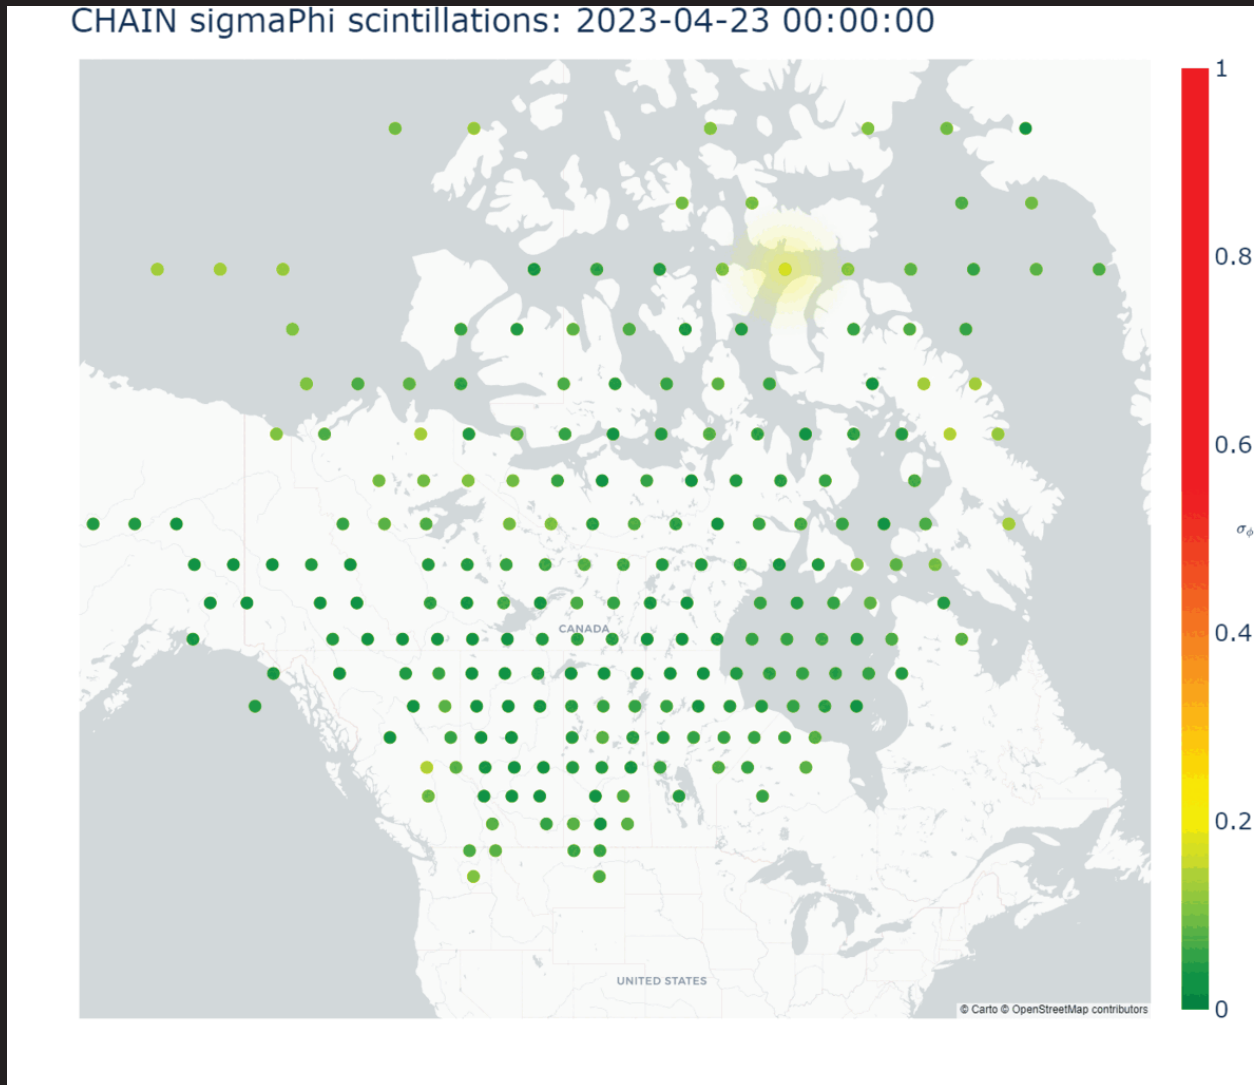 CHAIN sigmaPhi scintillations: 2023-04-23 00:00:00
1
0.8
0.6
σϕ
0.4
0.2
0
CANADA
UNITED STATES
© Carto © OpenStreetMap contributors